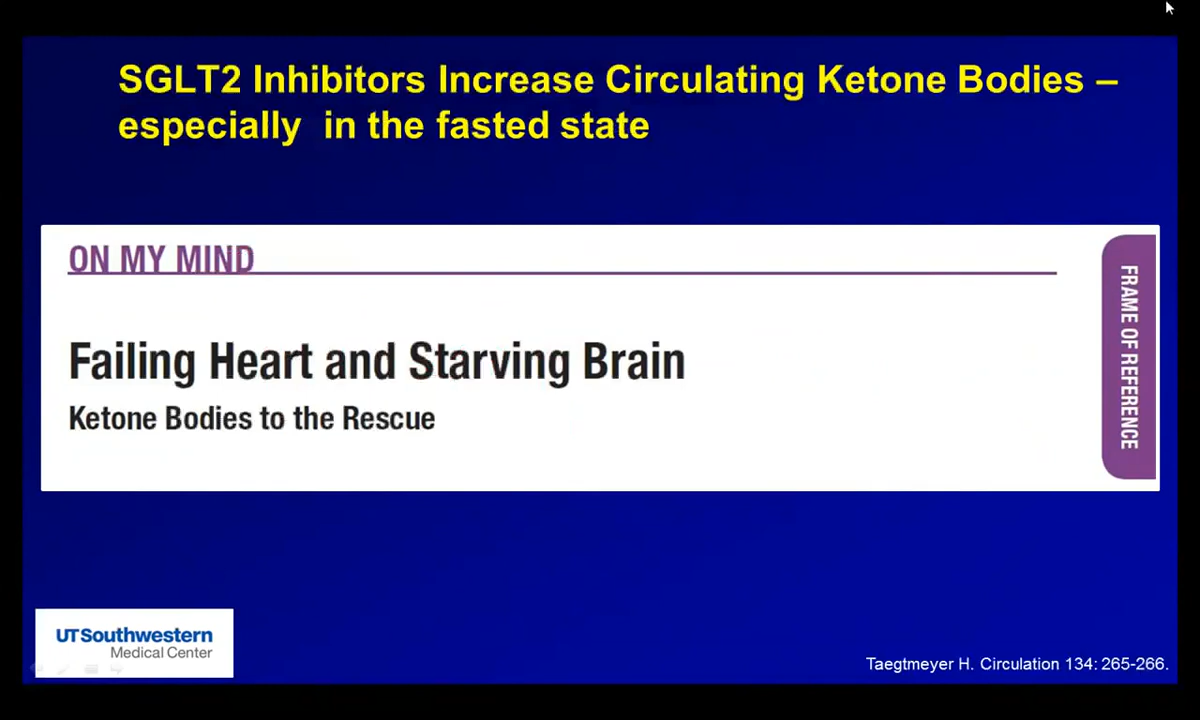 SGLT2 Inhibitors Increase Circulating Ketone Bodies –
especially in the fasted state
ON MY MIND
FRAME OF REFERENCE
Failing Heart and Starving Brain
Ketone Bodies to the Rescue
UTSouthwestern
Medical Center
Taegtmeyer H. Circulation 134: 265-266.